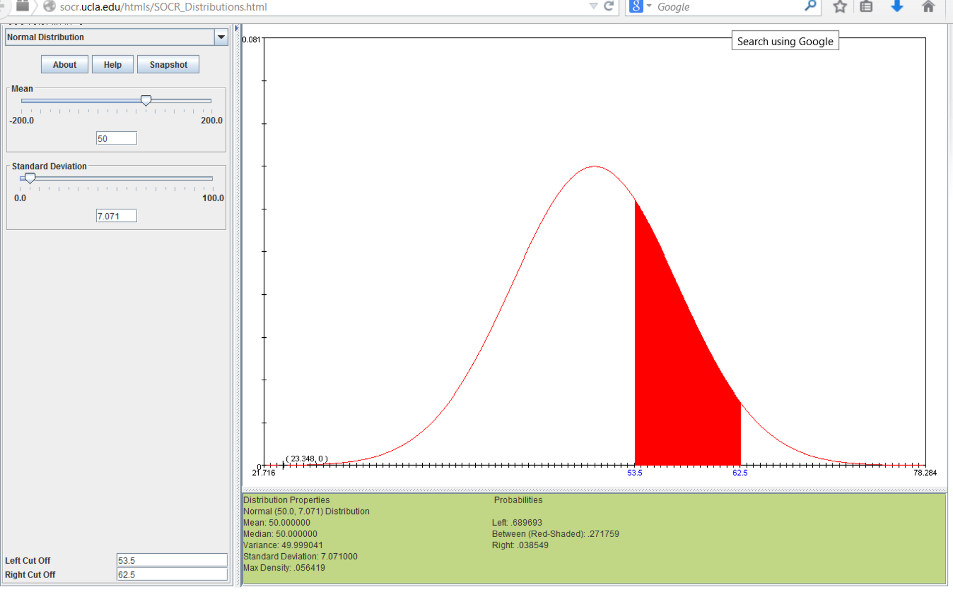 socr.ucla.edu/htmls/SOCR_Distributions.html
8 Google
Normal Distribution
About Help Snapshot
Mean
-200.0 200.0
50
Standard Deviation
0.0 100.0
7.071
Left Cut Off 53.5
Right Cut Off 62.5
0.081
Search using Google
( 23.348, 0 )
0
21.716 53.5 62.5 78.284
Distribution Properties
Normal (50.0, 7.071) Distribution
Mean: 50.000000
Median: 50.000000
Variance: 49.999041
Standard Deviation: 7.071000
Max Density: .056419
Probabilities
Left: .689693
Between (Red-Shaded): .271759
Right: .038549